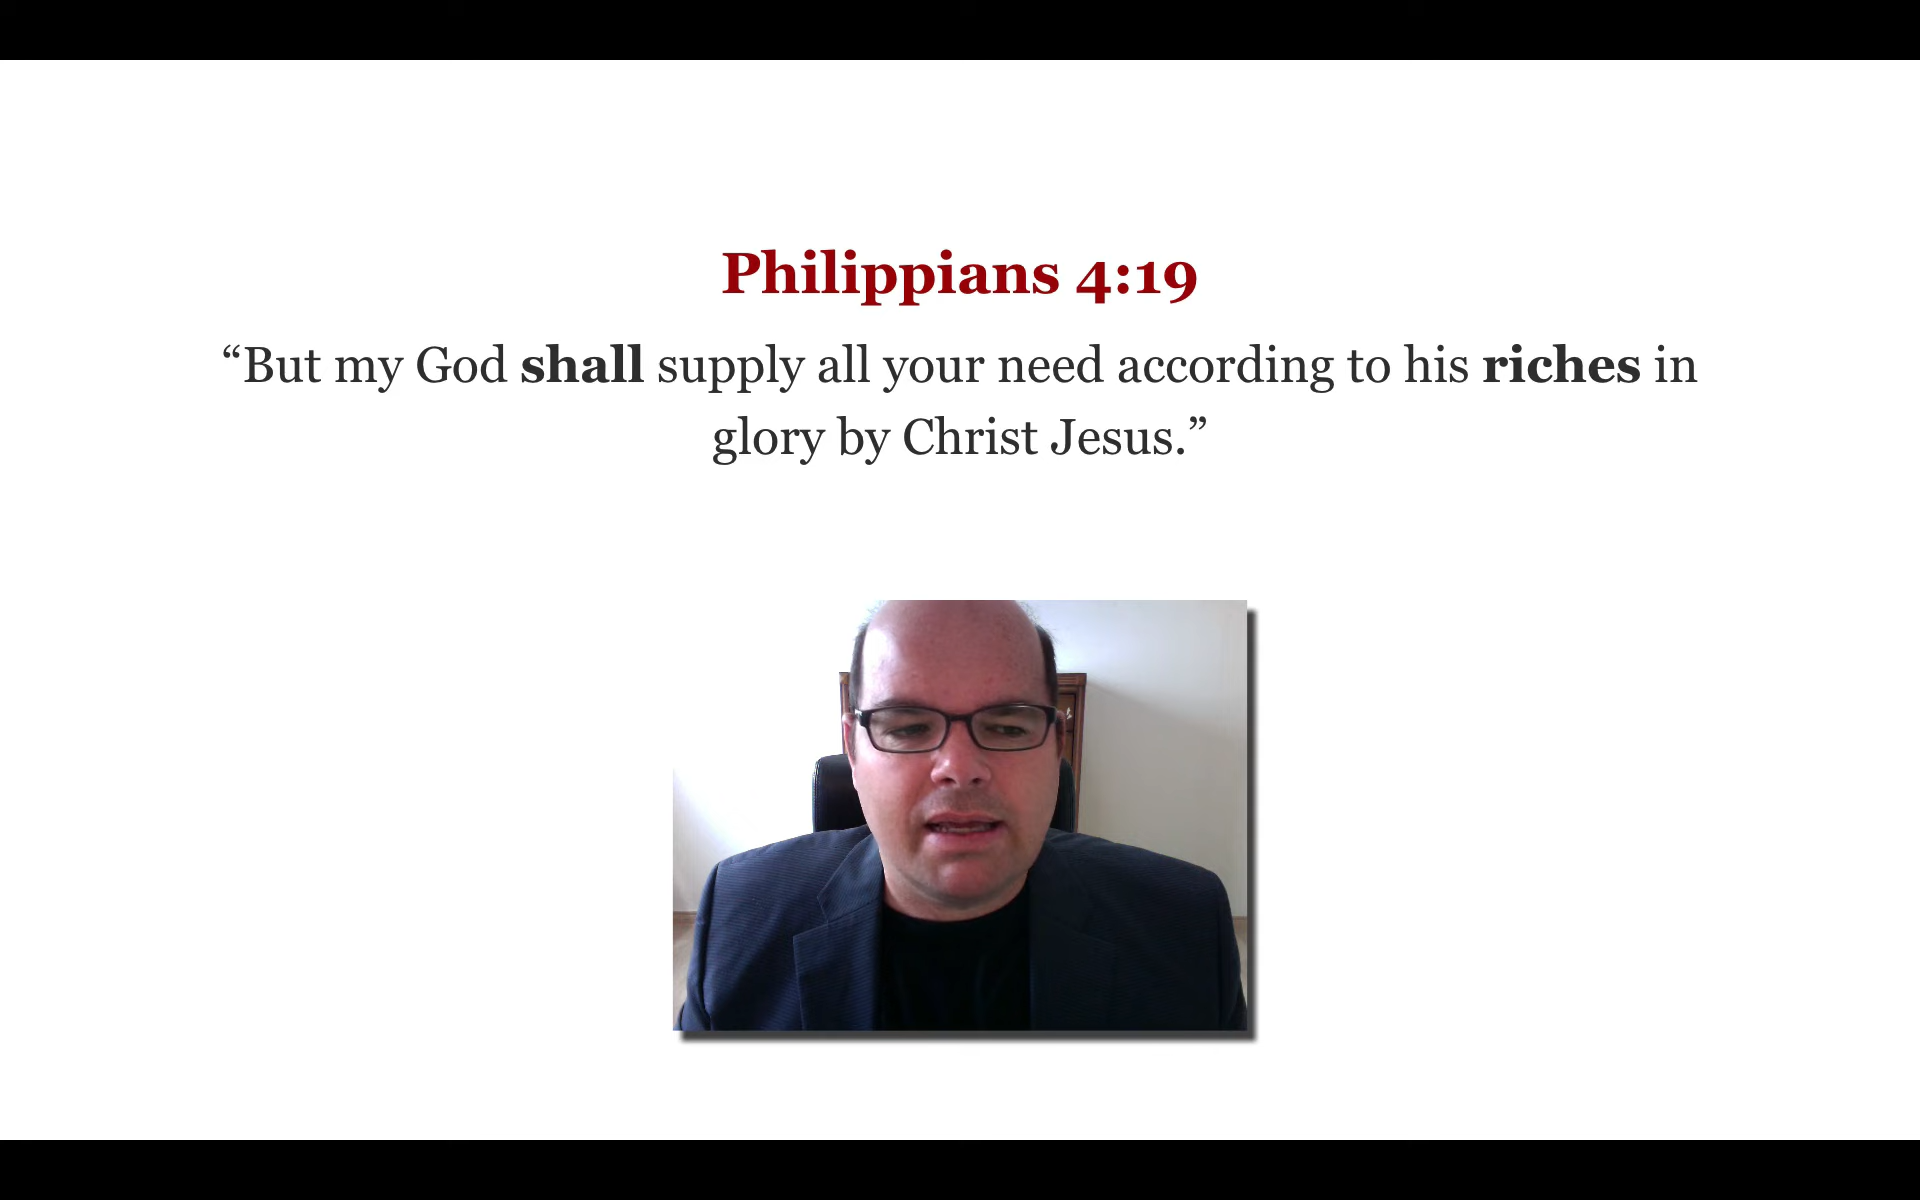 Philippians 4:19
“But my God shall supply all your need according to his riches in
glory by Christ Jesus.”